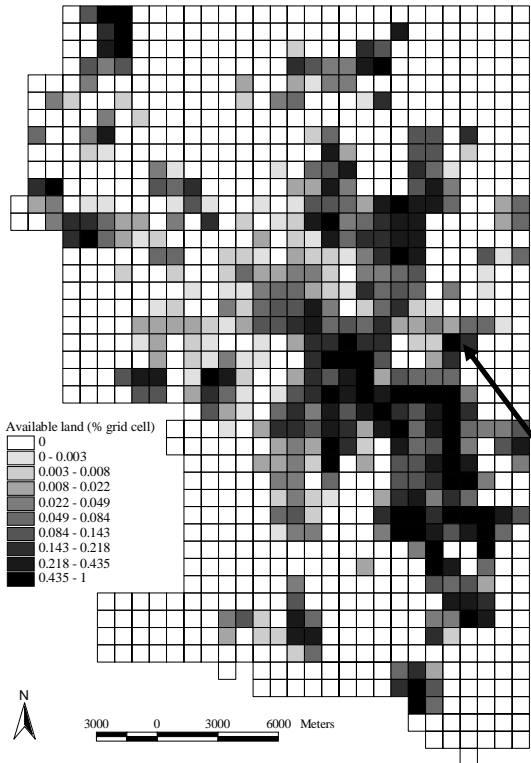 Available land (% grid cell)
0
0 - 0.003
0.003 - 0.008
0.008 - 0.022
0.022 - 0.049
0.049 - 0.084
0.084 - 0.143
0.143 - 0.218
0.218 - 0.435
0.435 - 1
N
3000 0 3000 6000 Meters